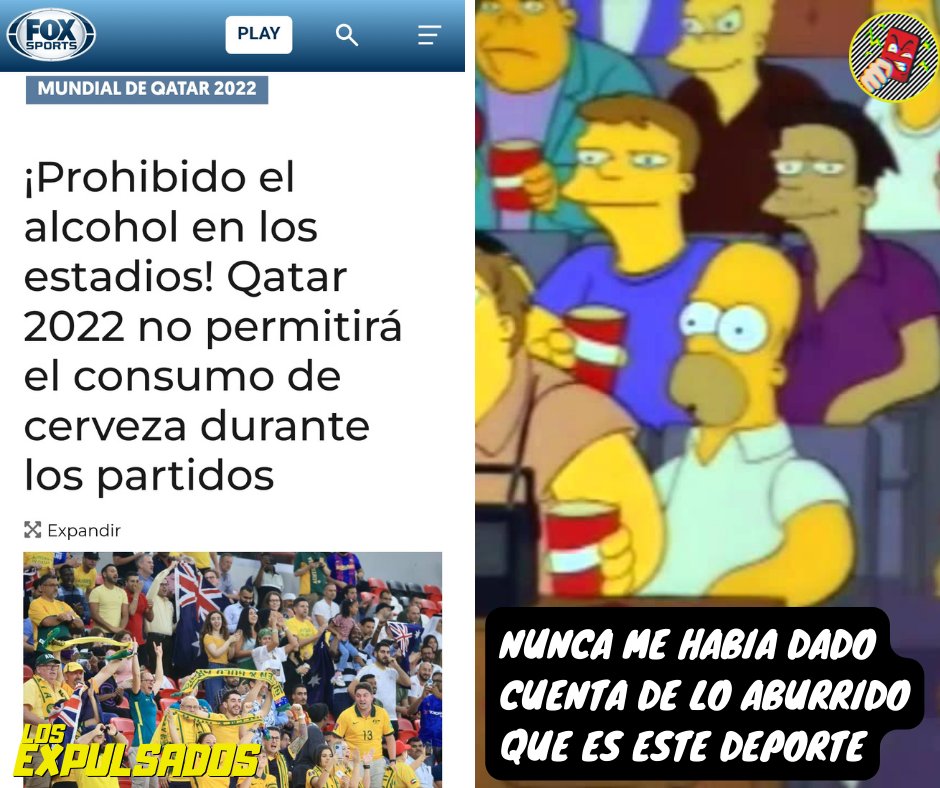 FOX
SPORTS
PLAY
MUNDIAL DE QATAR 2022
¡Prohibido el
alcohol en los
estadios! Qatar
2022 no permitirá
el consumo de
cerveza durante
los partidos
Expandir
13
LOS
EXPULSADOS
NUNCA ME HABIA DADO
CUENTA DE LO ABURRIDO
QUE ES ESTE DEPORTE